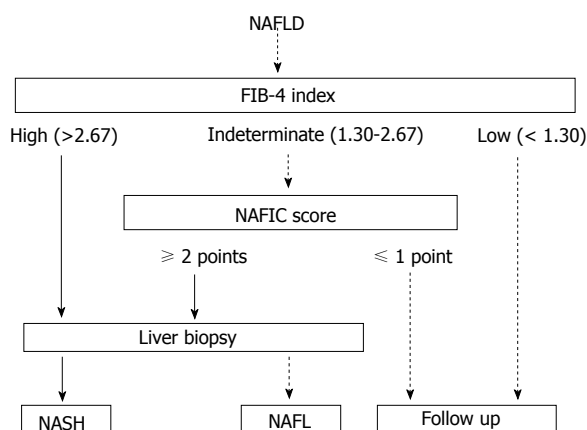 NAFLD
FIB-4 index
High (>2.67) Indeterminate (1.30-2.67) Low (< 1.30)
NAFIC score
≥ 2 points ≤ 1 point
Liver biopsy
NASH NAFL Follow up